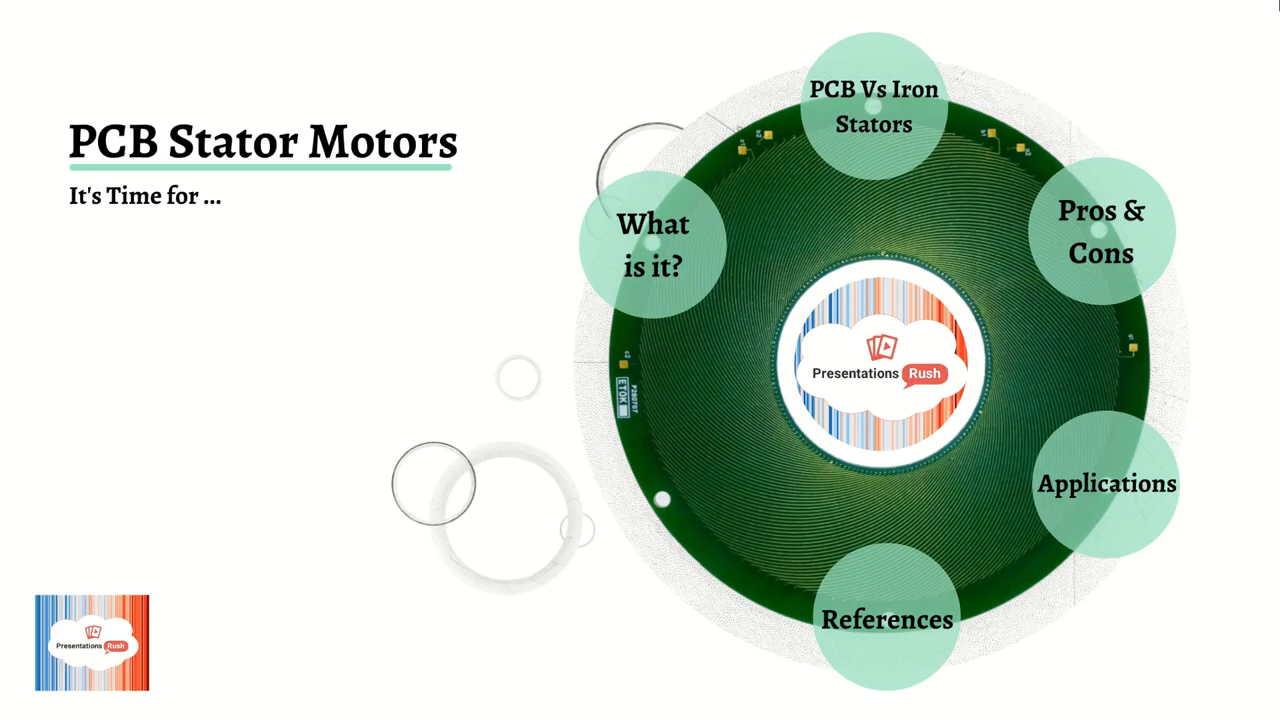 PCB Stator Motors
It's Time for ...
PCB Vs Iron
Stators
What
is it?
Pros &
Cons
Presentations Rush
ETOK
Applications
References
Presentations Rush